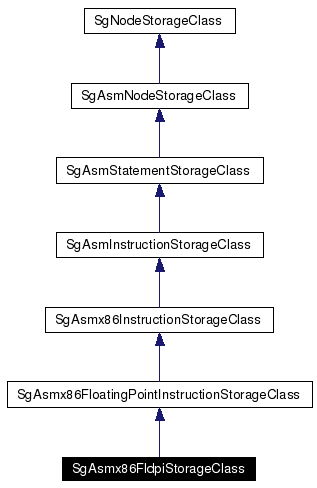 SgNodeStorageClass
SgAsmNodeStorageClass
SgAsmStatementStorageClass
SgAsmInstructionStorageClass
SgAsmx86InstructionStorageClass
SgAsmx86FloatingPointInstructionStorageClass
SgAsmx86FldpiStorageClass